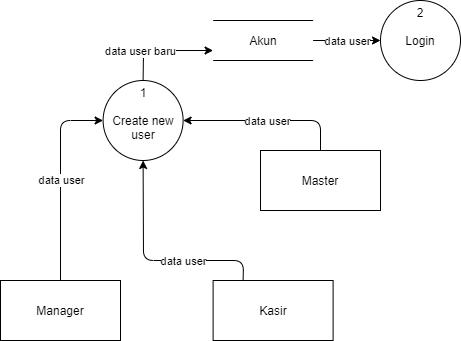 2
Login
Akun
data user
data user baru
1
Create new
user
data user
Master
data user
data user
Manager
Kasir